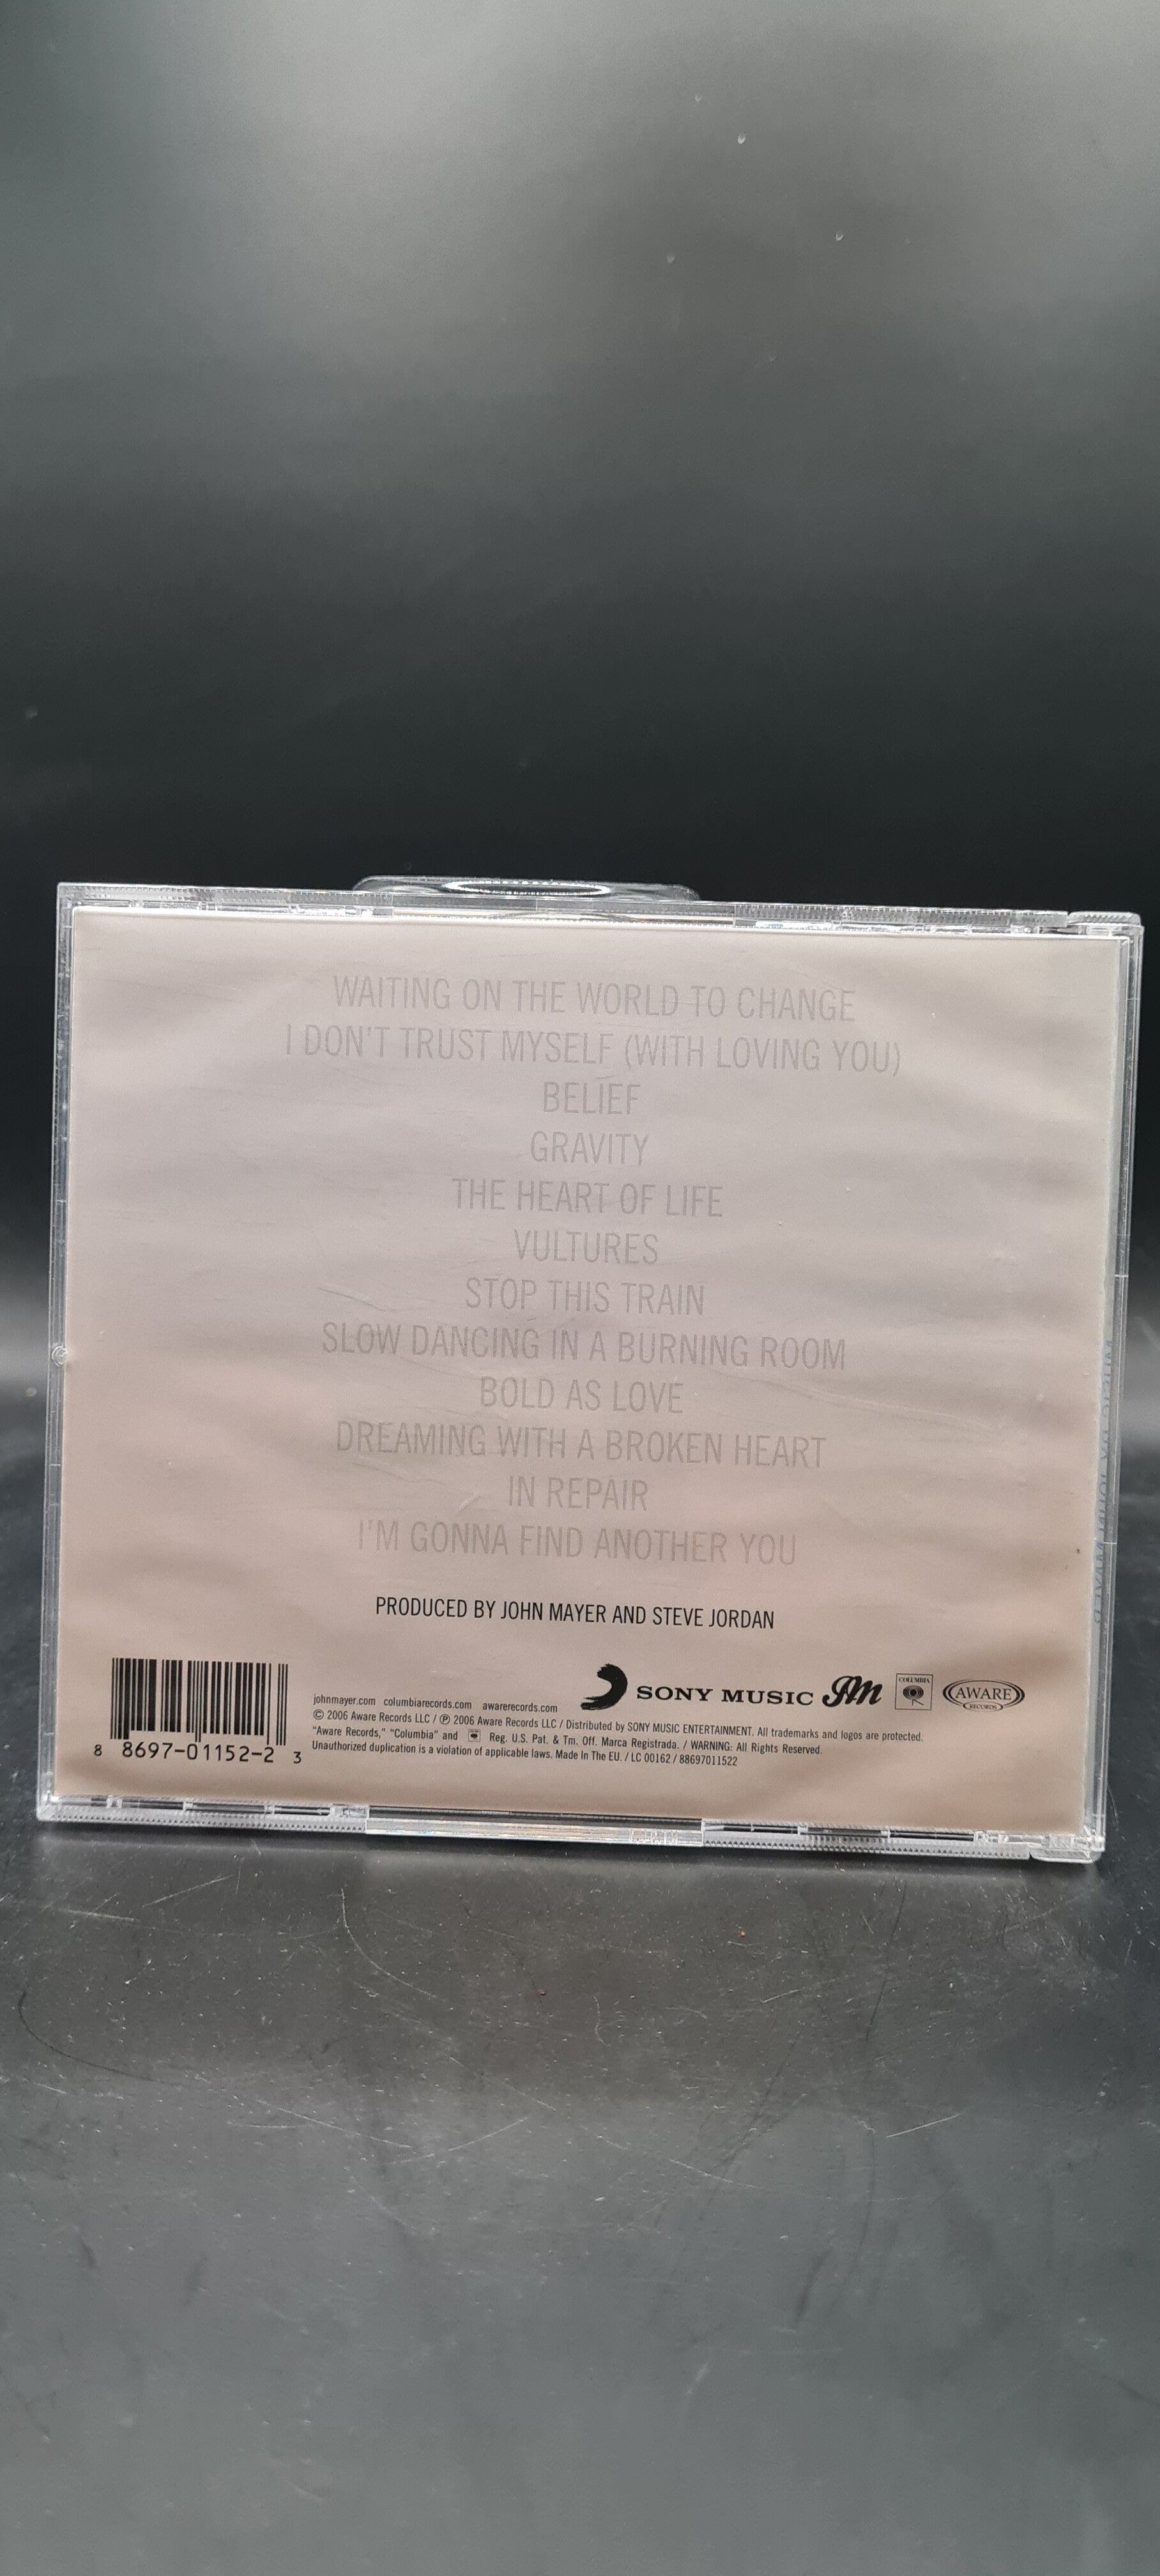 WAITING ON THE WORLD TO CHANGE
I DON'T TRUST MYSELF (WITH LOVING YOU)
BELIEF
GRAVITY
THE HEART OF LIFE
VULTURES
STOP THIS TRAIN
SLOW DANCING IN A BURNING ROOM
BOLD AS LOVE
DREAMING WITH A BROKEN HEART
IN REPAIR
I'M GONNA FIND ANOTHER YOU
PRODUCED BY JOHN MAYER AND STEVE JORDAN
SONY MUSIC JM COLUMBIA AWARE RECORDS
johnmayer.com columbiarecords.com awarerecords.com
© 2006 Aware Records LLC / ℗ 2006 Aware Records LLC / Distributed by SONY MUSIC ENTERTAINMENT. All trademarks and logos are protected.
"Aware Records," "Columbia" and Reg. U.S. Pat. & Tm. Off. Marca Registrada. / WARNING: All Rights Reserved.
Unauthorized duplication is a violation of applicable laws. Made In The EU. / LC 00162 / 88697011522
8 8697-01152-2 3